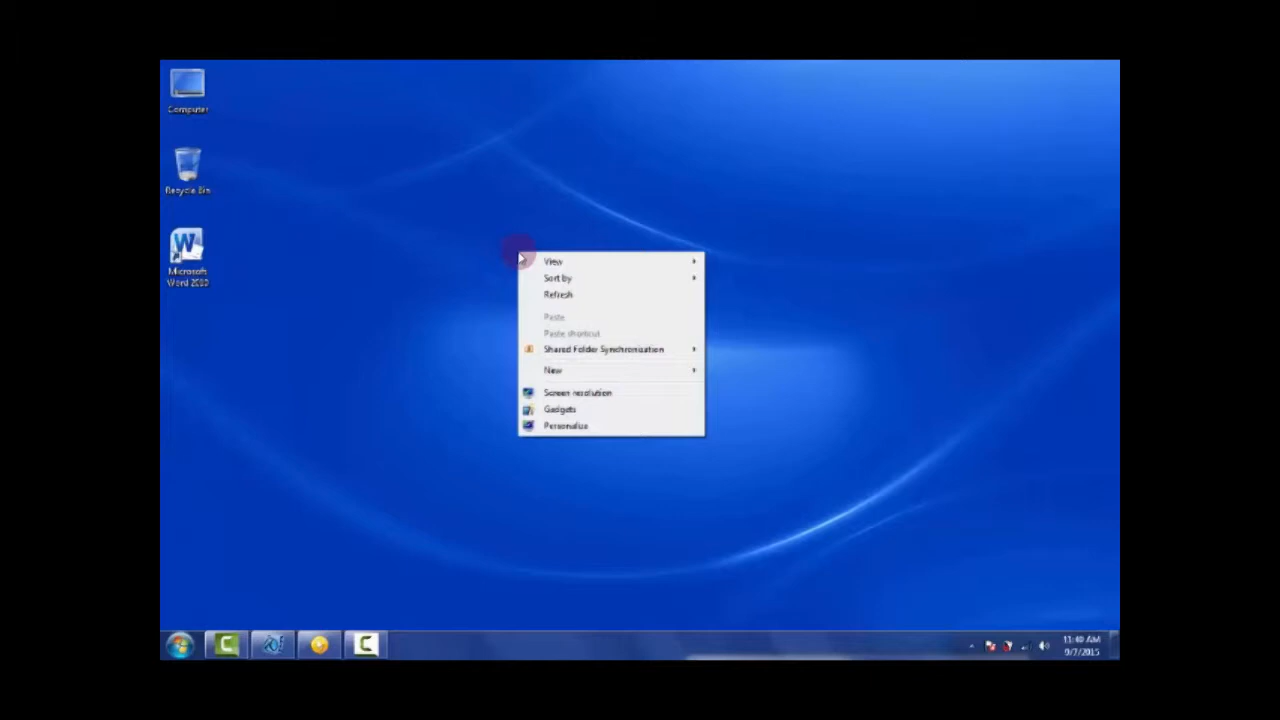 Computer
Recycle Bin
Microsoft
Word 2010
View
Sort by
Refresh
Paste
Paste shortcut
Shared Folder Synchronization
New
Screen resolution
Gadgets
Personalize
11:40 AM
9/7/2015